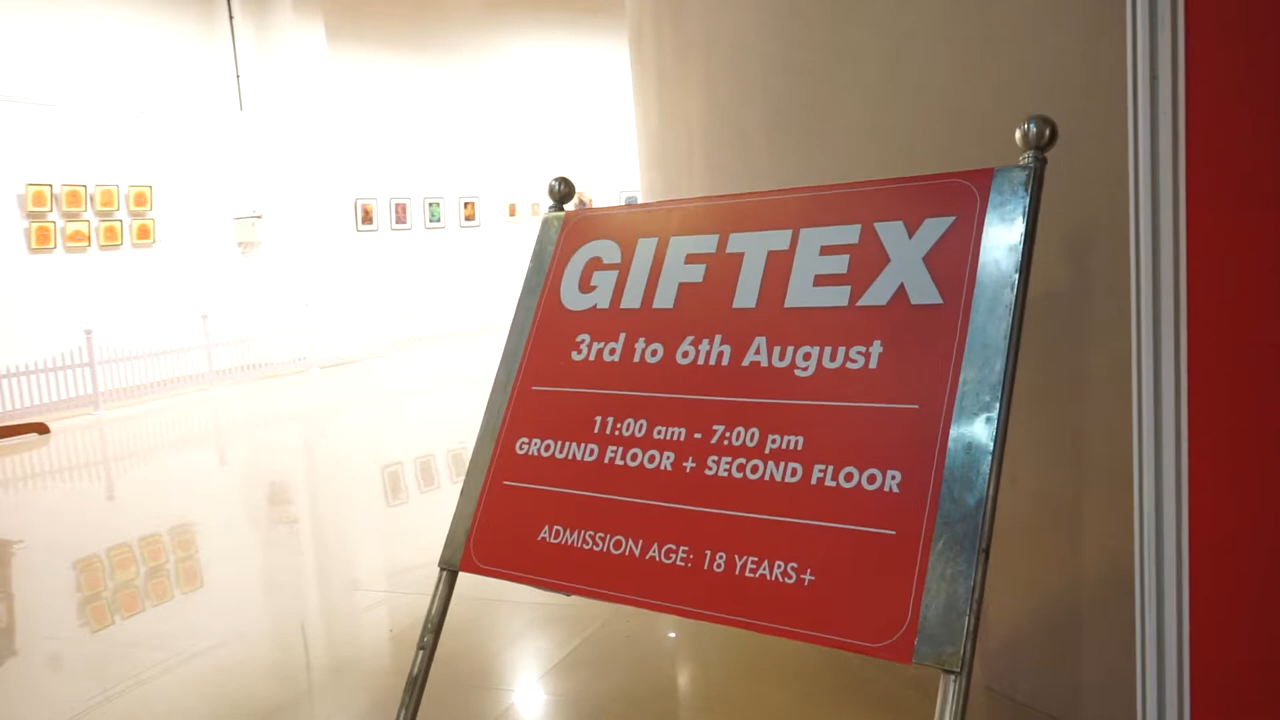 GIFTEX
3rd to 6th August
11:00 am - 7:00 pm
GROUND FLOOR + SECOND FLOOR
ADMISSION AGE: 18 YEARS+